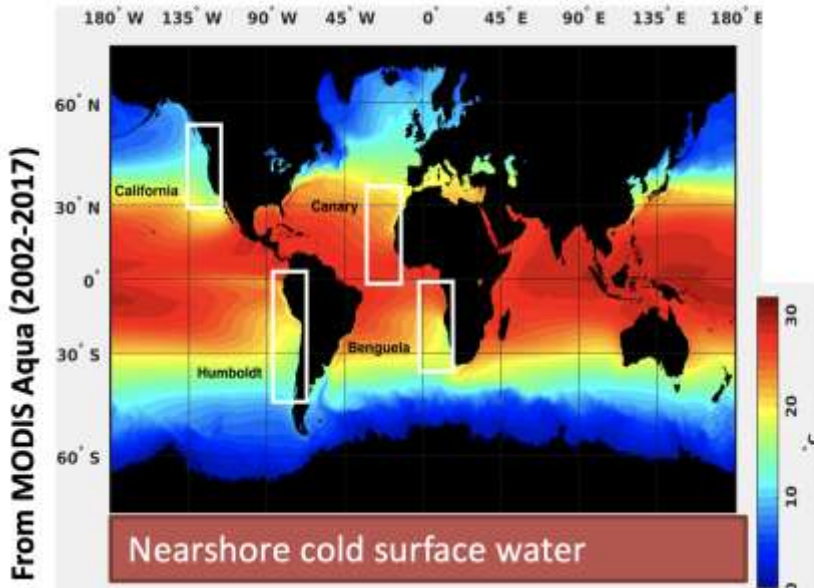 180° W 135° W 90° W 45° W 0° 45° E 90° E 135° E 180° E
60° N
California
Canary
30° N
0°
Benguela
30° S
Humboldt
60° S
30
20
10
0
°C
From MODIS Aqua (2002-2017)
Nearshore cold surface water